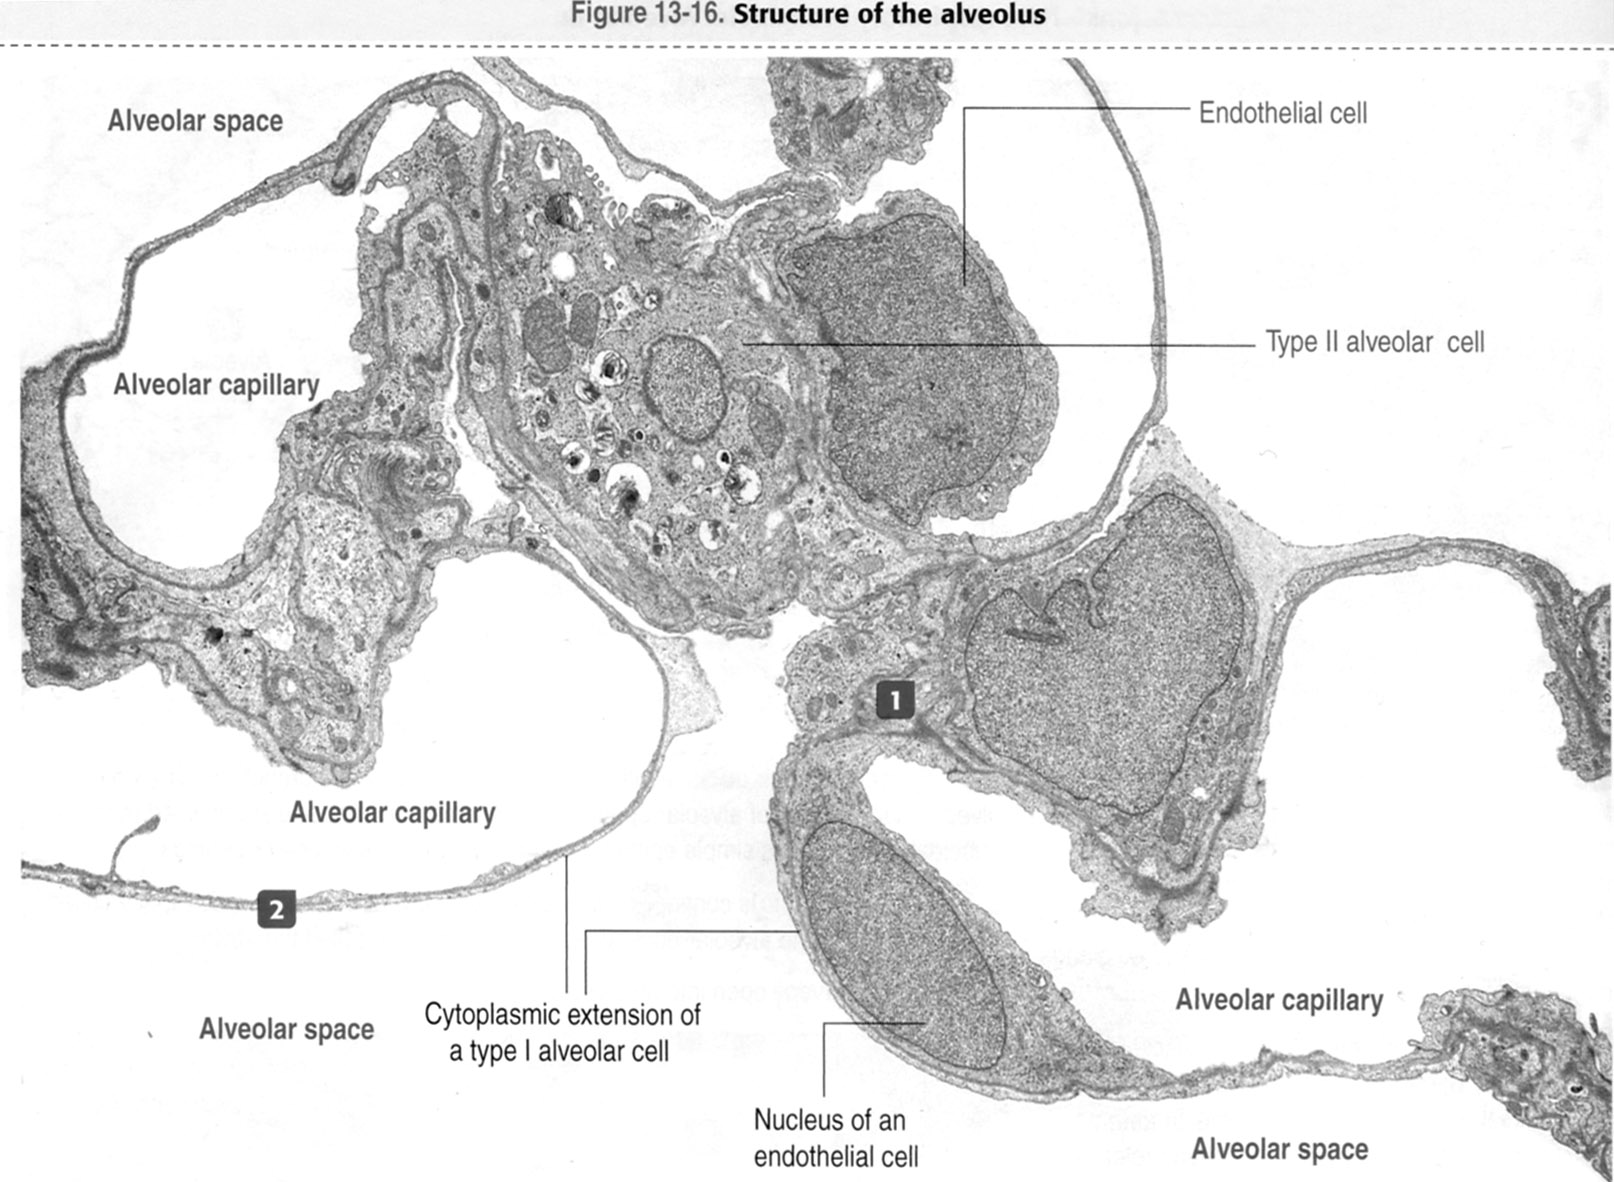 Figure 13-16. Structure of the alveolus
Alveolar space
Endothelial cell
Type II alveolar cell
Alveolar capillary
1
Alveolar capillary
2
Alveolar capillary
Cytoplasmic extension of
a type I alveolar cell
Alveolar space
Nucleus of an
endothelial cell
Alveolar space